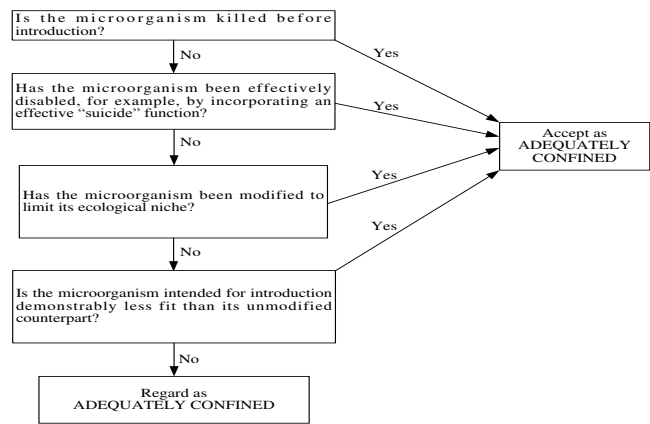 Is the microorganism killed before
introduction?
Yes
No
Has the microorganism been effectively
disabled, for example, by incorporating an
effective “suicide” function?
Yes
Accept as
ADEQUATELY
CONFINED
No
Has the microorganism been modified to
limit its ecological niche?
Yes
Yes
No
Is the microorganism intended for introduction
demonstrably less fit than its unmodified
counterpart?
No
Regard as
ADEQUATELY CONFINED